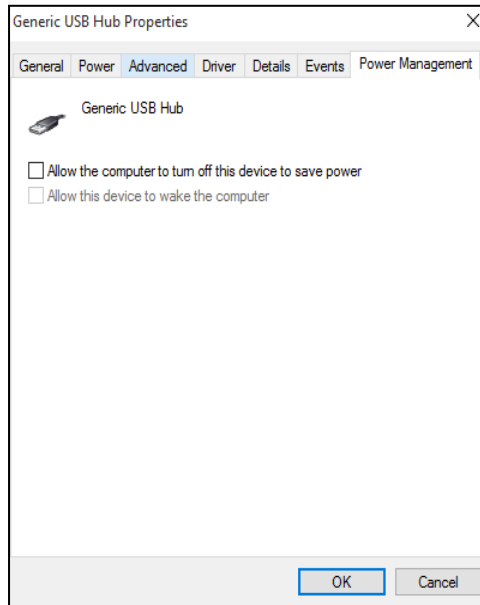 Generic USB Hub Properties
General Power Advanced Driver Details Events Power Management
Generic USB Hub
Allow the computer to turn off this device to save power
Allow this device to wake the computer
OK Cancel